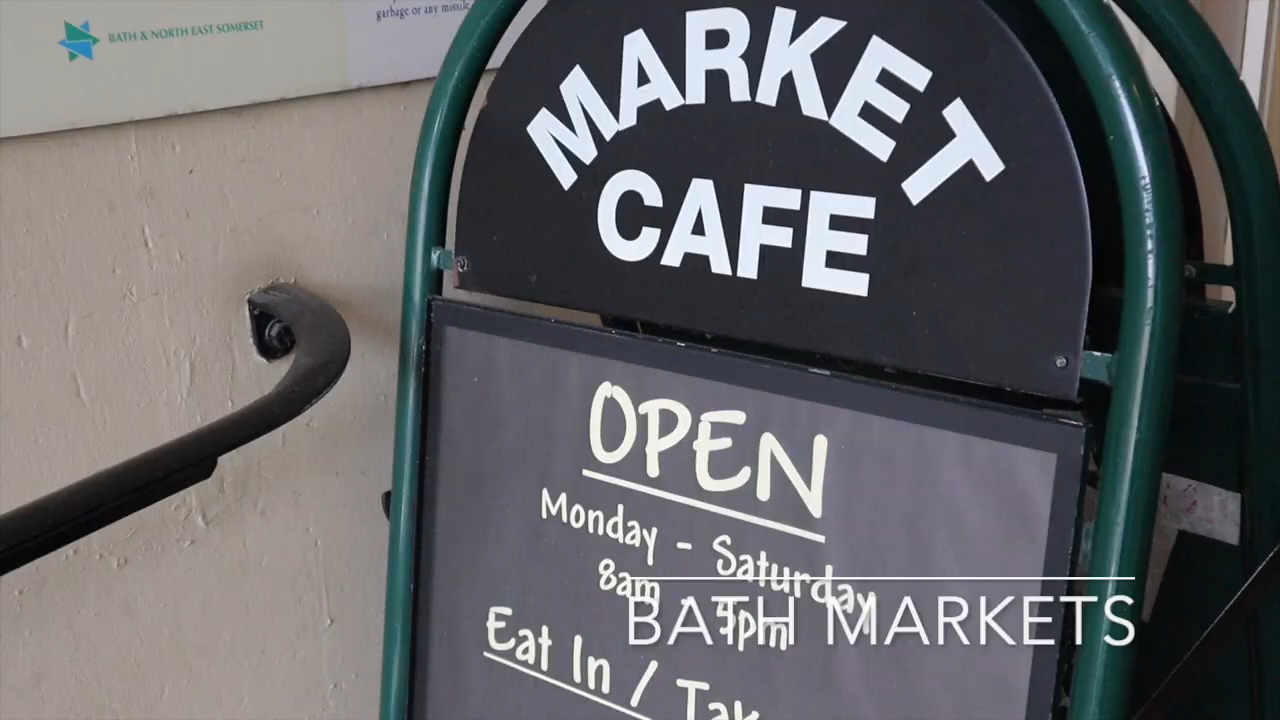 BATH & NORTH EAST SOMERSET
garbage or any missile
MARKET
CAFE
OPEN
Monday - Saturday
8am - 5pm
Eat In / Tak
BATH MARKETS